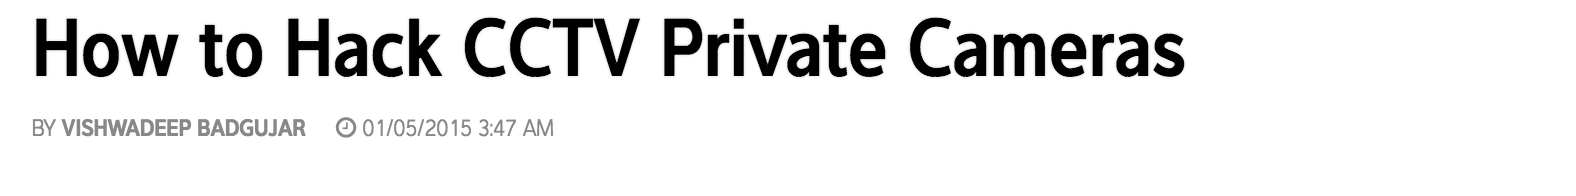 How to Hack CCTV Private Cameras
BY VISHWADEEP BADGUJAR 01/05/2015 3:47 AM